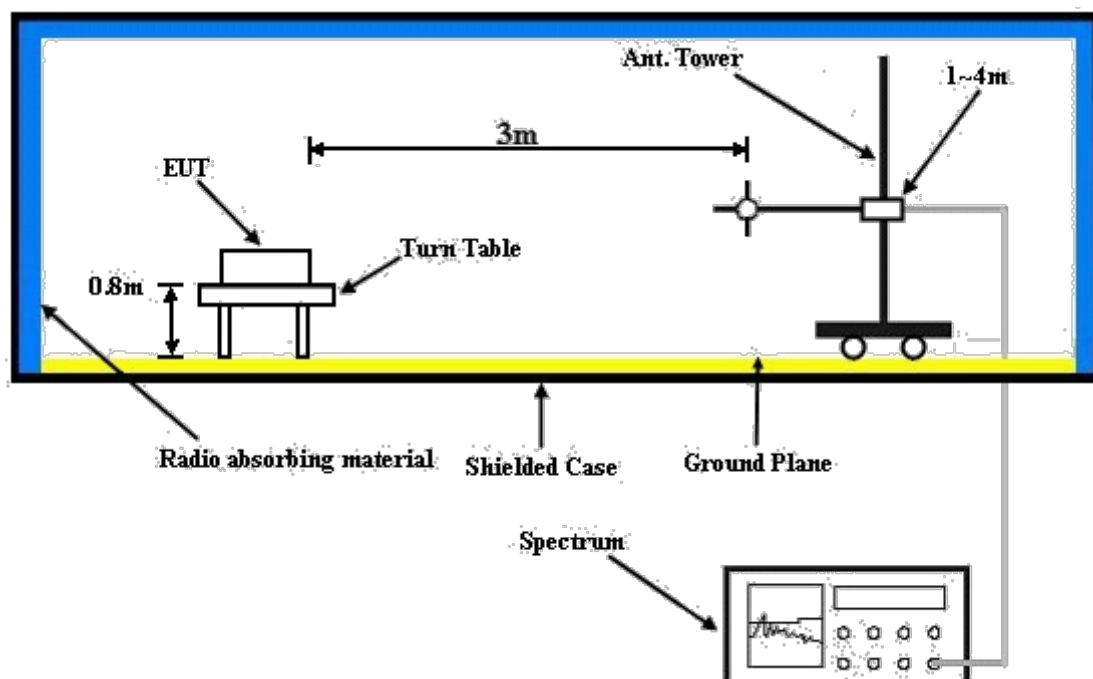 Ant. Tower
1~4m
3m
EUT
Turn Table
0.8m
Radio absorbing material
Shielded Case
Ground Plane
Spectrum